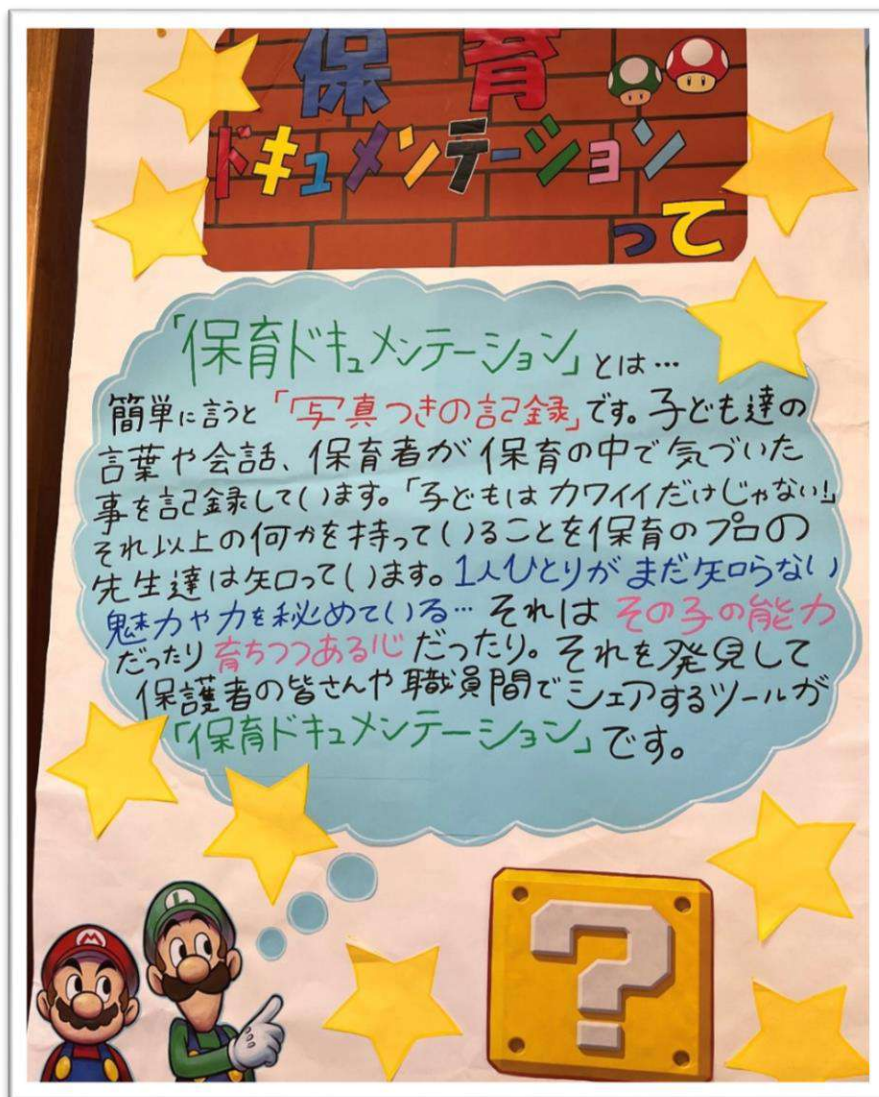 保育
ドキュメンテーション
って
「保育ドキュメンテーション」とは…
簡単に言うと「写真つきの記録」です。子ども達の
言葉や会話、保育者が保育の中で気づいた
事を記録しています。「子どもはカワイイだけじゃない!」
それ以上の何かを持っていることを保育のプロの
先生達は知っています。1人ひとりがまだ知らない
魅力や力を秘めている…それはその子の能力
だったり育ちつつある心だったり。それを発見して
保護者の皆さんや職員間でシェアするツールが
「保育ドキュメンテーション」です。
M
L
?